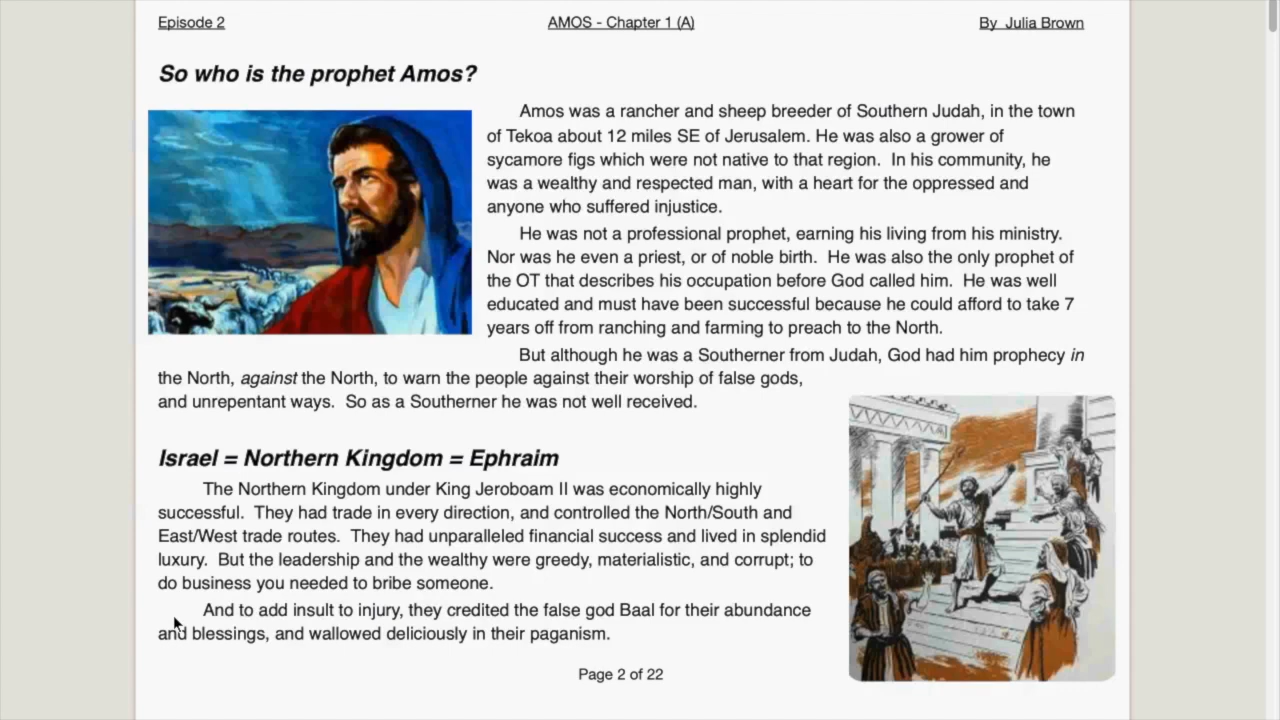 Episode 2
AMOS - Chapter 1 (A)
By Julia Brown
So who is the prophet Amos?
Amos was a rancher and sheep breeder of Southern Judah, in the town
of Tekoa about 12 miles SE of Jerusalem. He was also a grower of
sycamore figs which were not native to that region. In his community, he
was a wealthy and respected man, with a heart for the oppressed and
anyone who suffered injustice.
He was not a professional prophet, earning his living from his ministry.
Nor was he even a priest, or of noble birth. He was also the only prophet of
the OT that describes his occupation before God called him. He was well
educated and must have been successful because he could afford to take 7
years off from ranching and farming to preach to the North.
But although he was a Southerner from Judah, God had him prophecy in
the North, against the North, to warn the people against their worship of false gods,
and unrepentant ways. So as a Southerner he was not well received.
Israel = Northern Kingdom = Ephraim
The Northern Kingdom under King Jeroboam II was economically highly
successful. They had trade in every direction, and controlled the North/South and
East/West trade routes. They had unparalleled financial success and lived in splendid
luxury. But the leadership and the wealthy were greedy, materialistic, and corrupt; to
do business you needed to bribe someone.
And to add insult to injury, they credited the false god Baal for their abundance
and blessings, and wallowed deliciously in their paganism.
Page 2 of 22